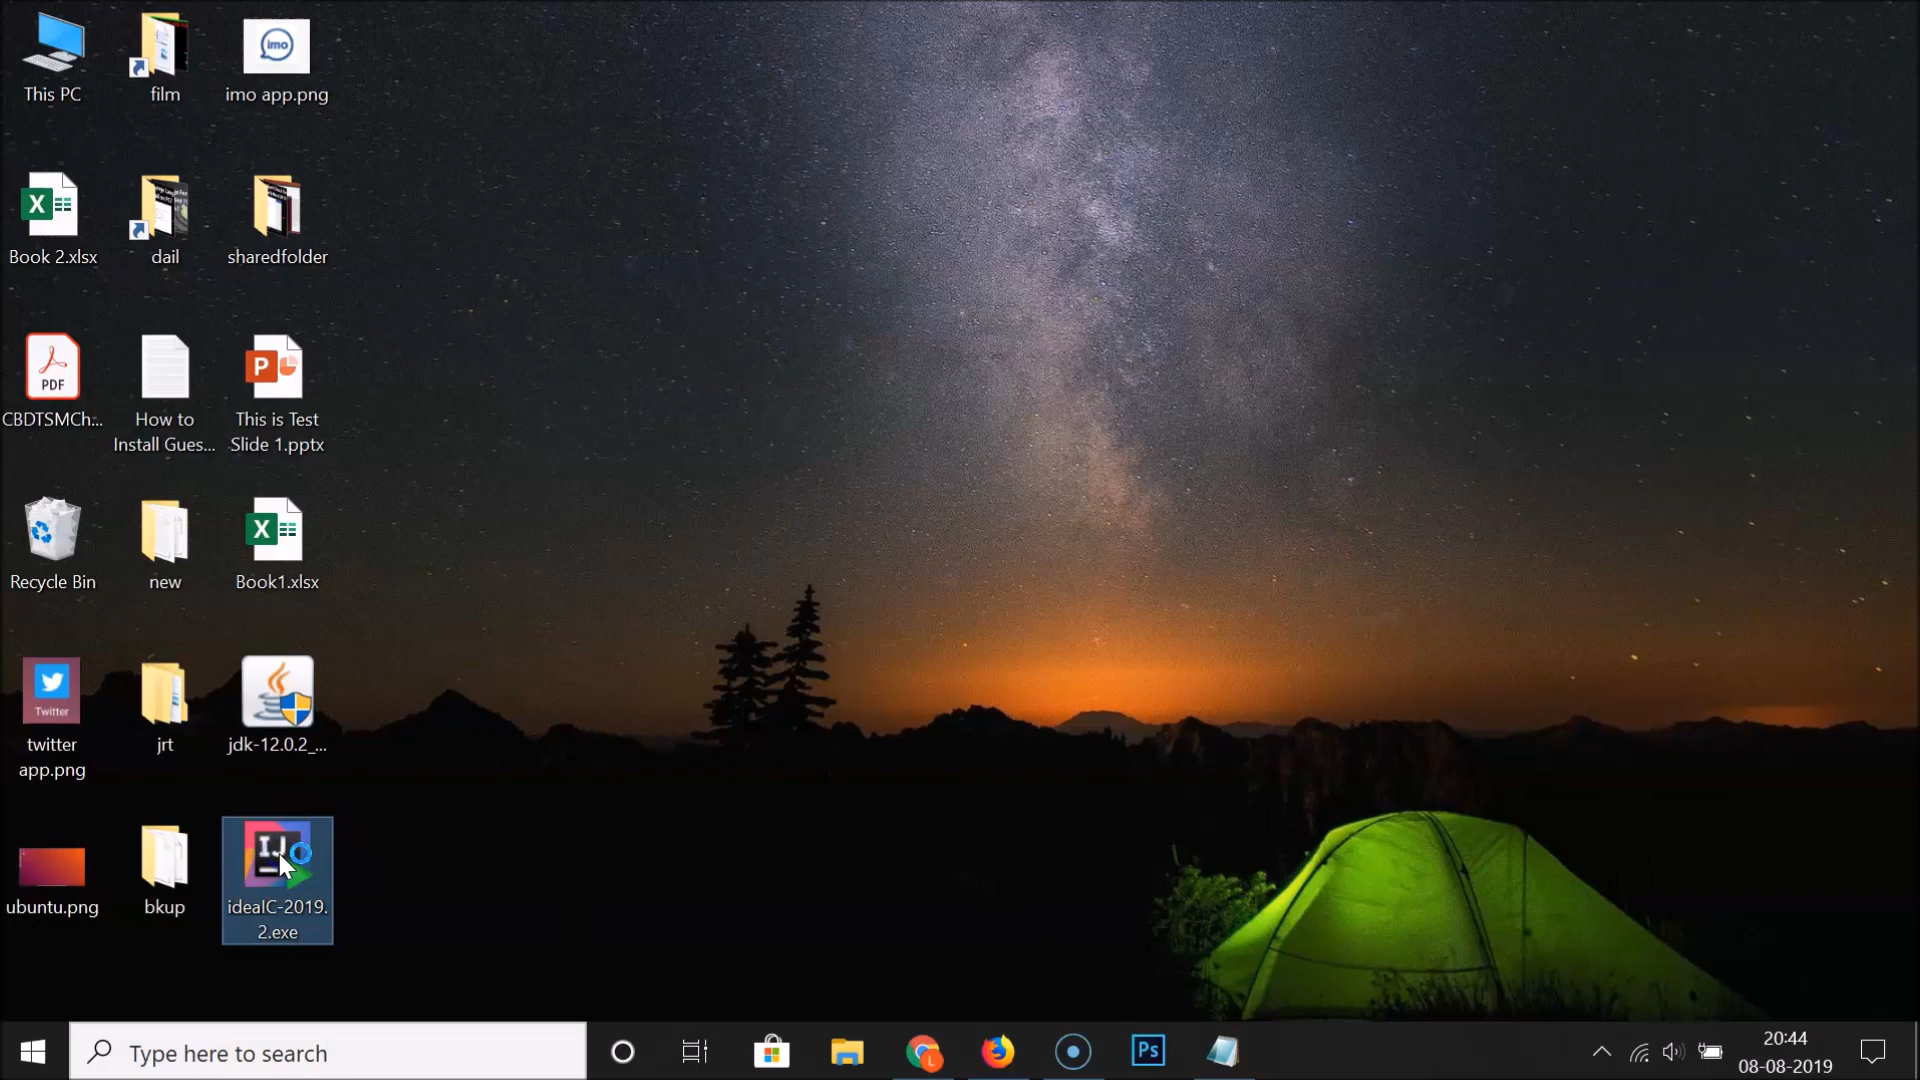 This PC
film
imo
imo app.png
Book 2.xlsx
dail
sharedfolder
PDF
CBDTSMCh...
How to
Install Gues...
P
This is Test
Slide 1.pptx
Recycle Bin
new
X
Book1.xlsx
Twitter
twitter
app.png
jrt
jdk-12.0.2_...
ubuntu.png
bkup
IJ
ideaIC-2019.
2.exe
Type here to search
L
Ps
20:44
08-08-2019